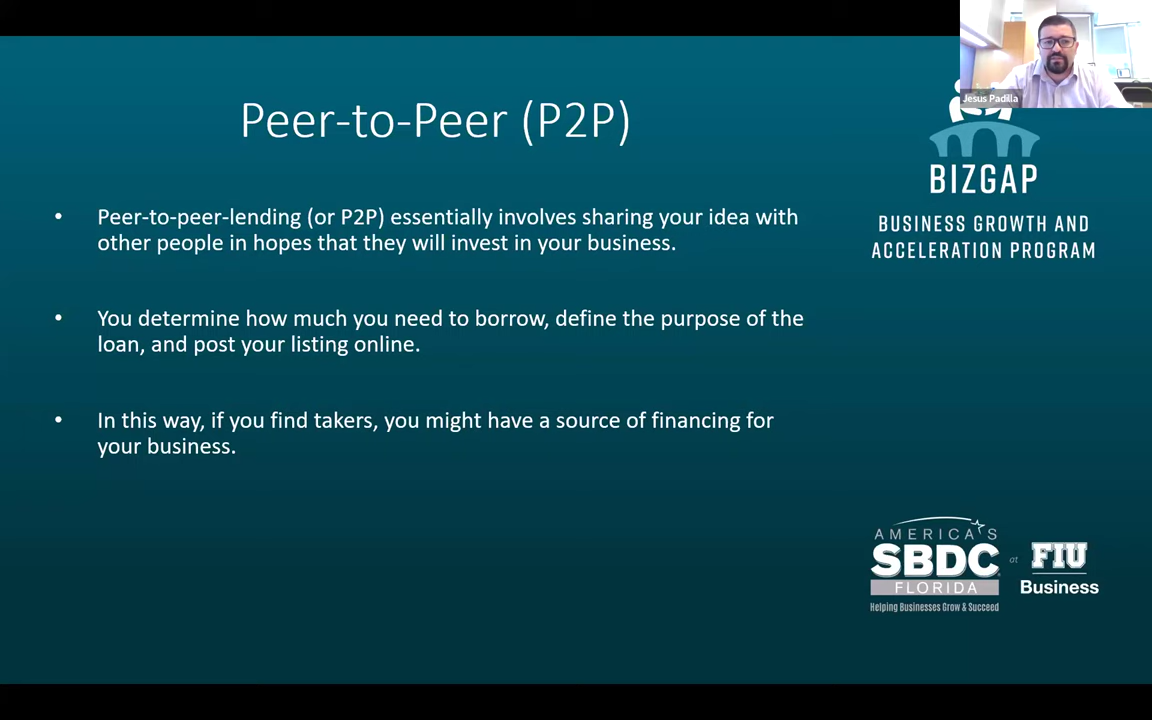 Jesus Padilla
Peer-to-Peer (P2P)
• Peer-to-peer-lending (or P2P) essentially involves sharing your idea with
other people in hopes that they will invest in your business.
• You determine how much you need to borrow, define the purpose of the
loan, and post your listing online.
• In this way, if you find takers, you might have a source of financing for
your business.
BIZGAP
BUSINESS GROWTH AND
ACCELERATION PROGRAM
AMERICA'S
SBDC
FLORIDA
Helping Businesses Grow & Succeed
at
FIU
Business